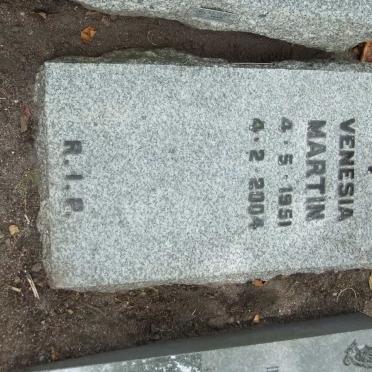 VENESIA
MARTIN
4·5·1951
4·2·2004
R.I.P.